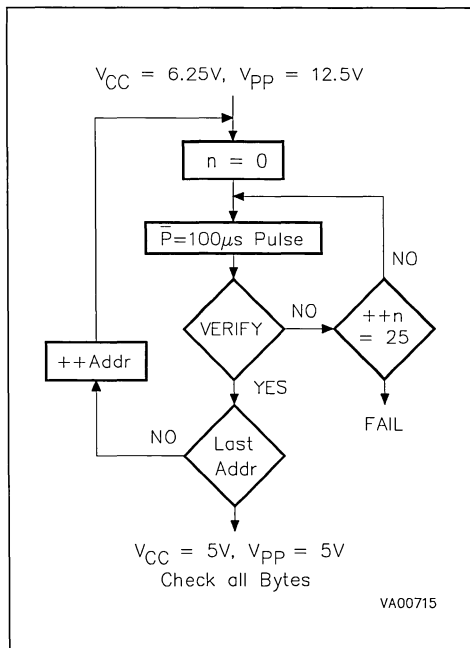 VCC = 6.25V, VPP = 12.5V
n = 0
P̅=100μs Pulse
NO
VERIFY
NO
++n
= 25
++Addr
YES
FAIL
NO
Last
Addr
VCC = 5V, VPP = 5V
Check all Bytes
VA00715